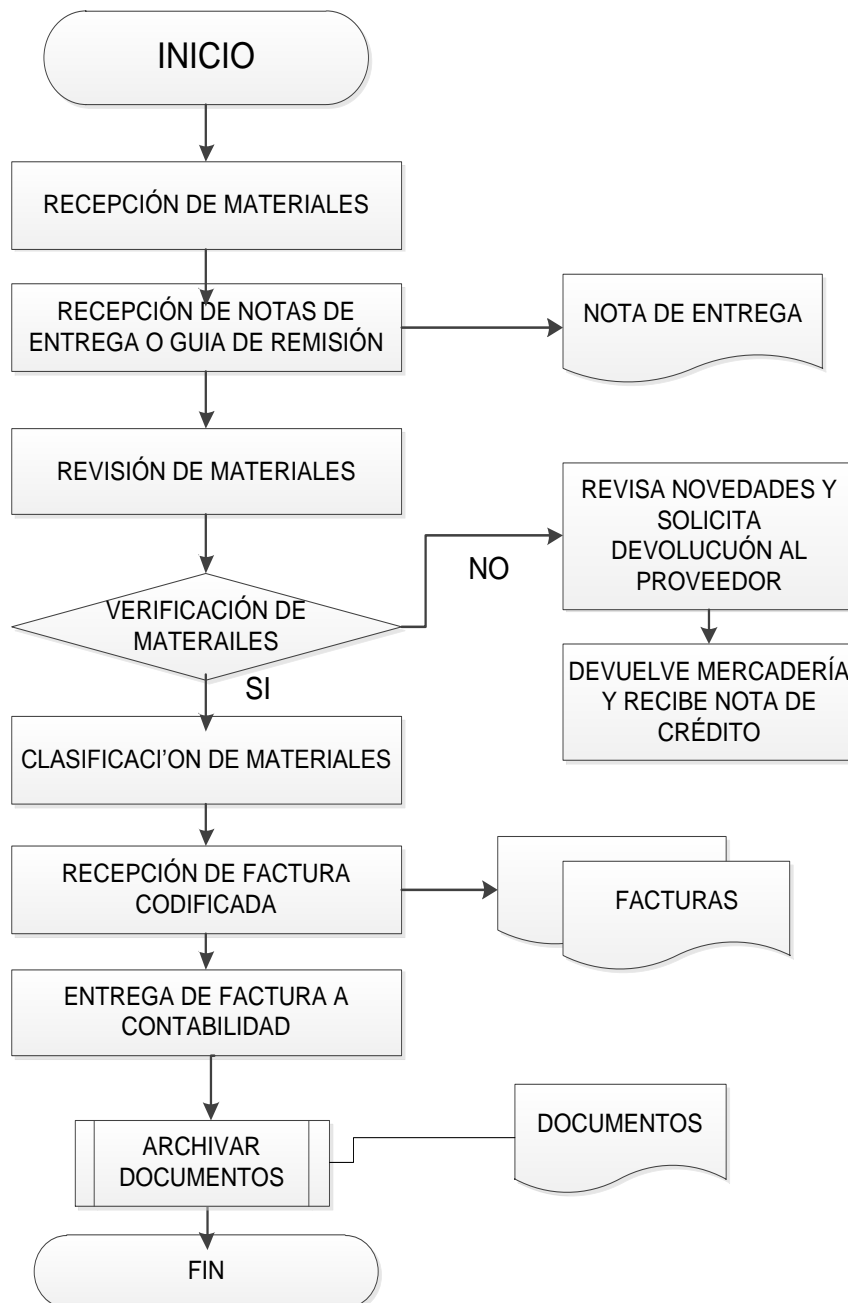 INICIO
RECEPCIÓN DE MATERIALES
RECEPCIÓN DE NOTAS DE
ENTREGA O GUIA DE REMISIÓN
NOTA DE ENTREGA
REVISIÓN DE MATERIALES
REVISA NOVEDADES Y
SOLICITA
DEVOLUCUÓN AL
PROVEEDOR
NO
VERIFICACIÓN DE
MATERAILES
SI
DEVUELVE MERCADERÍA
Y RECIBE NOTA DE
CRÉDITO
CLASIFICACI'ON DE MATERIALES
RECEPCIÓN DE FACTURA
CODIFICADA
FACTURAS
ENTREGA DE FACTURA A
CONTABILIDAD
ARCHIVAR
DOCUMENTOS
DOCUMENTOS
FIN